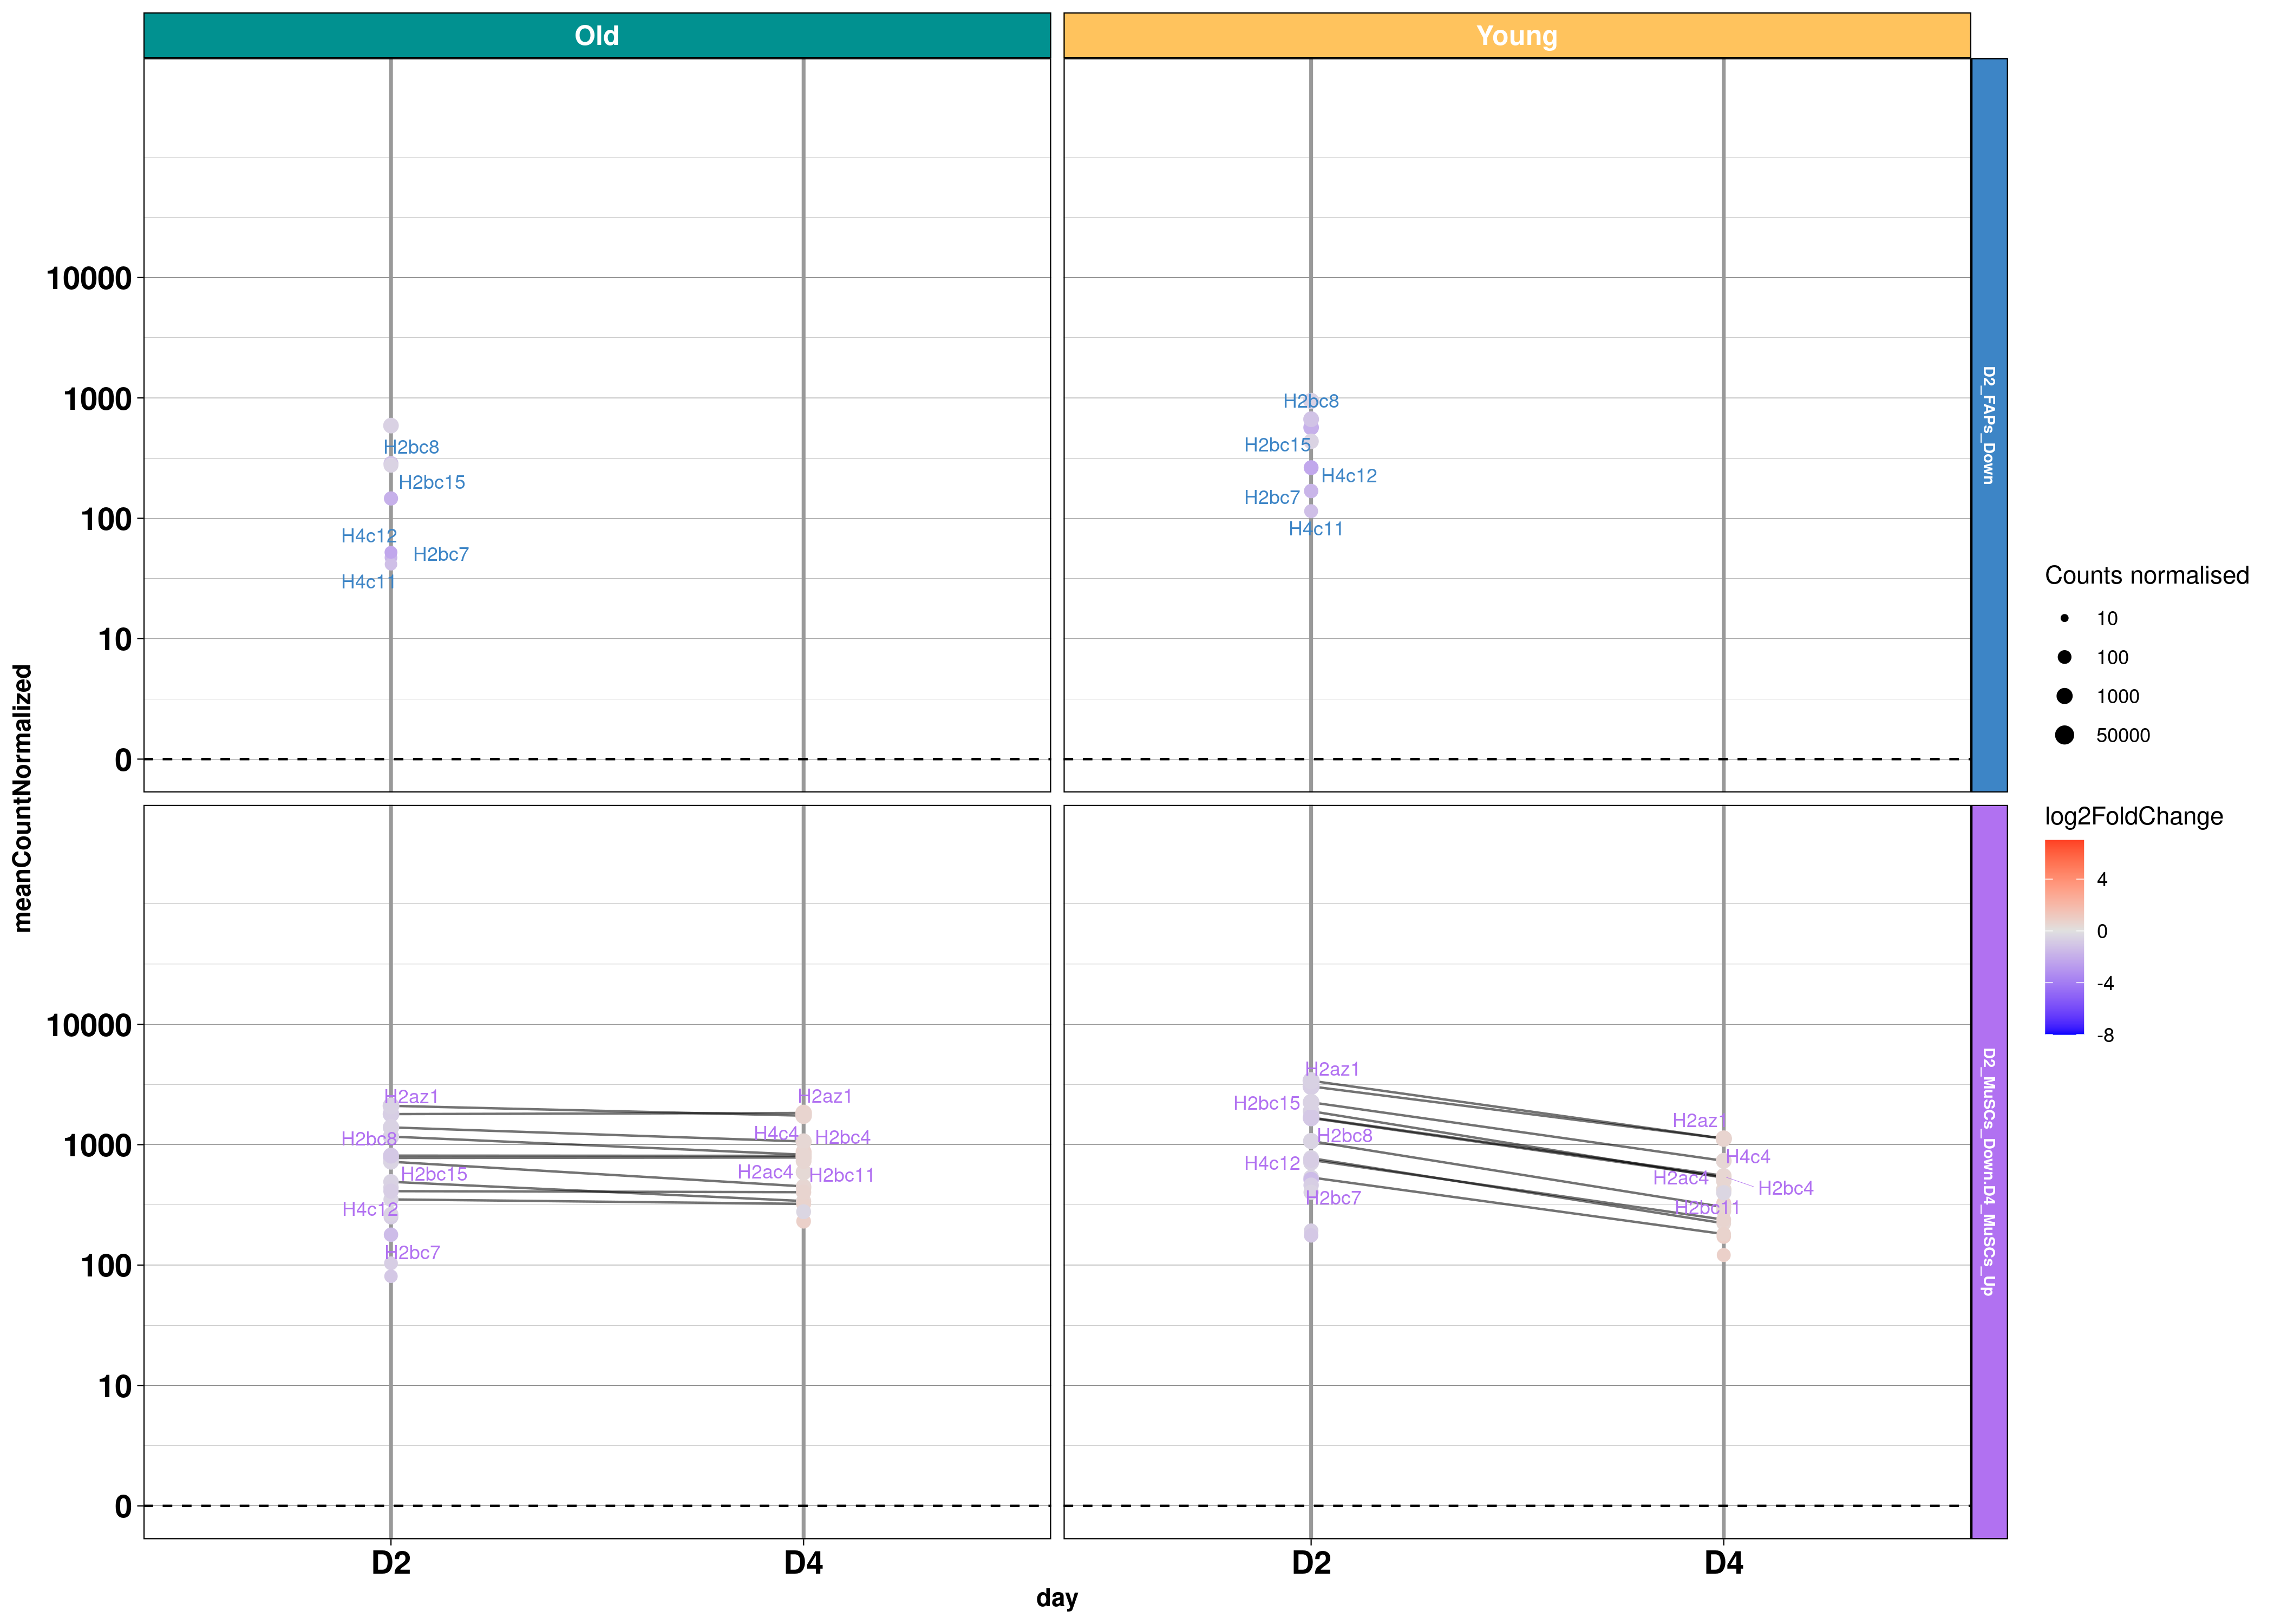 Old
Young
10000
1000
100
10
0
H2bc8
H2bc15
H4c12
H2bc7
H4c11
H2bc8
H2bc15
H4c12
H2bc7
H4c11
D2_FAPs_Down
meanCountNormalized
10000
1000
100
10
0
H2az1
H2bc8
H2bc15
H4c12
H2bc7
H2az1
H4c4
H2bc4
H2ac4
H2bc11
H2az1
H2bc15
H2bc8
H4c12
H2bc7
H2az1
H4c4
H2ac4
H2bc4
H2bc11
D2_MuSCs_Down.D4_MuSCs_Up
D2
D4
D2
D4
day
Counts normalised
10
100
1000
50000
log2FoldChange
4
0
-4
-8